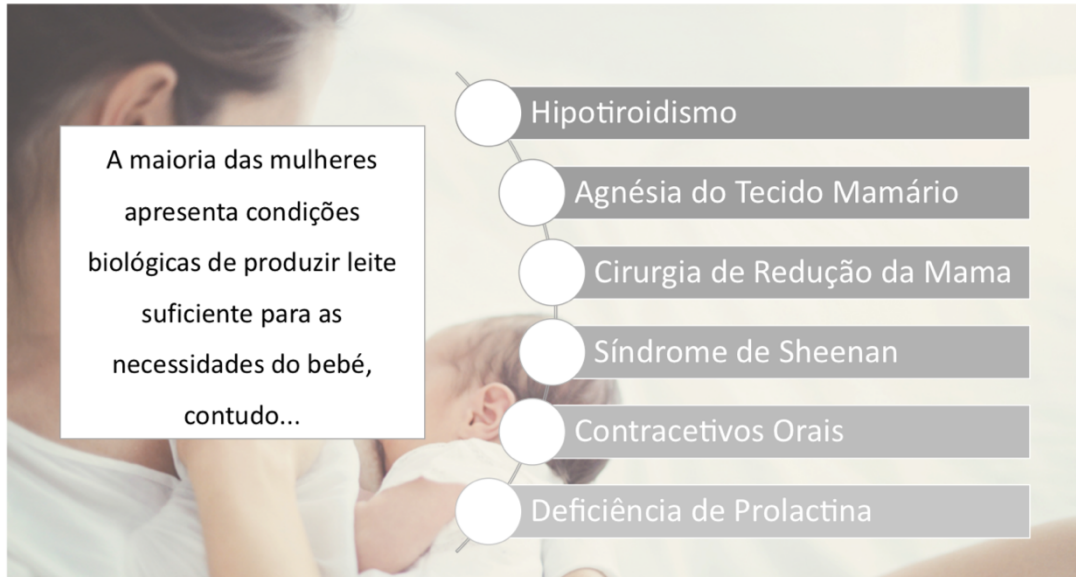 A maioria das mulheres
apresenta condições
biológicas de produzir leite
suficiente para as
necessidades do bebé,
contudo...
Hipotiroidismo
Agnésia do Tecido Mamário
Cirurgia de Redução da Mama
Síndrome de Sheenan
Contracetivos Orais
Deficiência de Prolactina